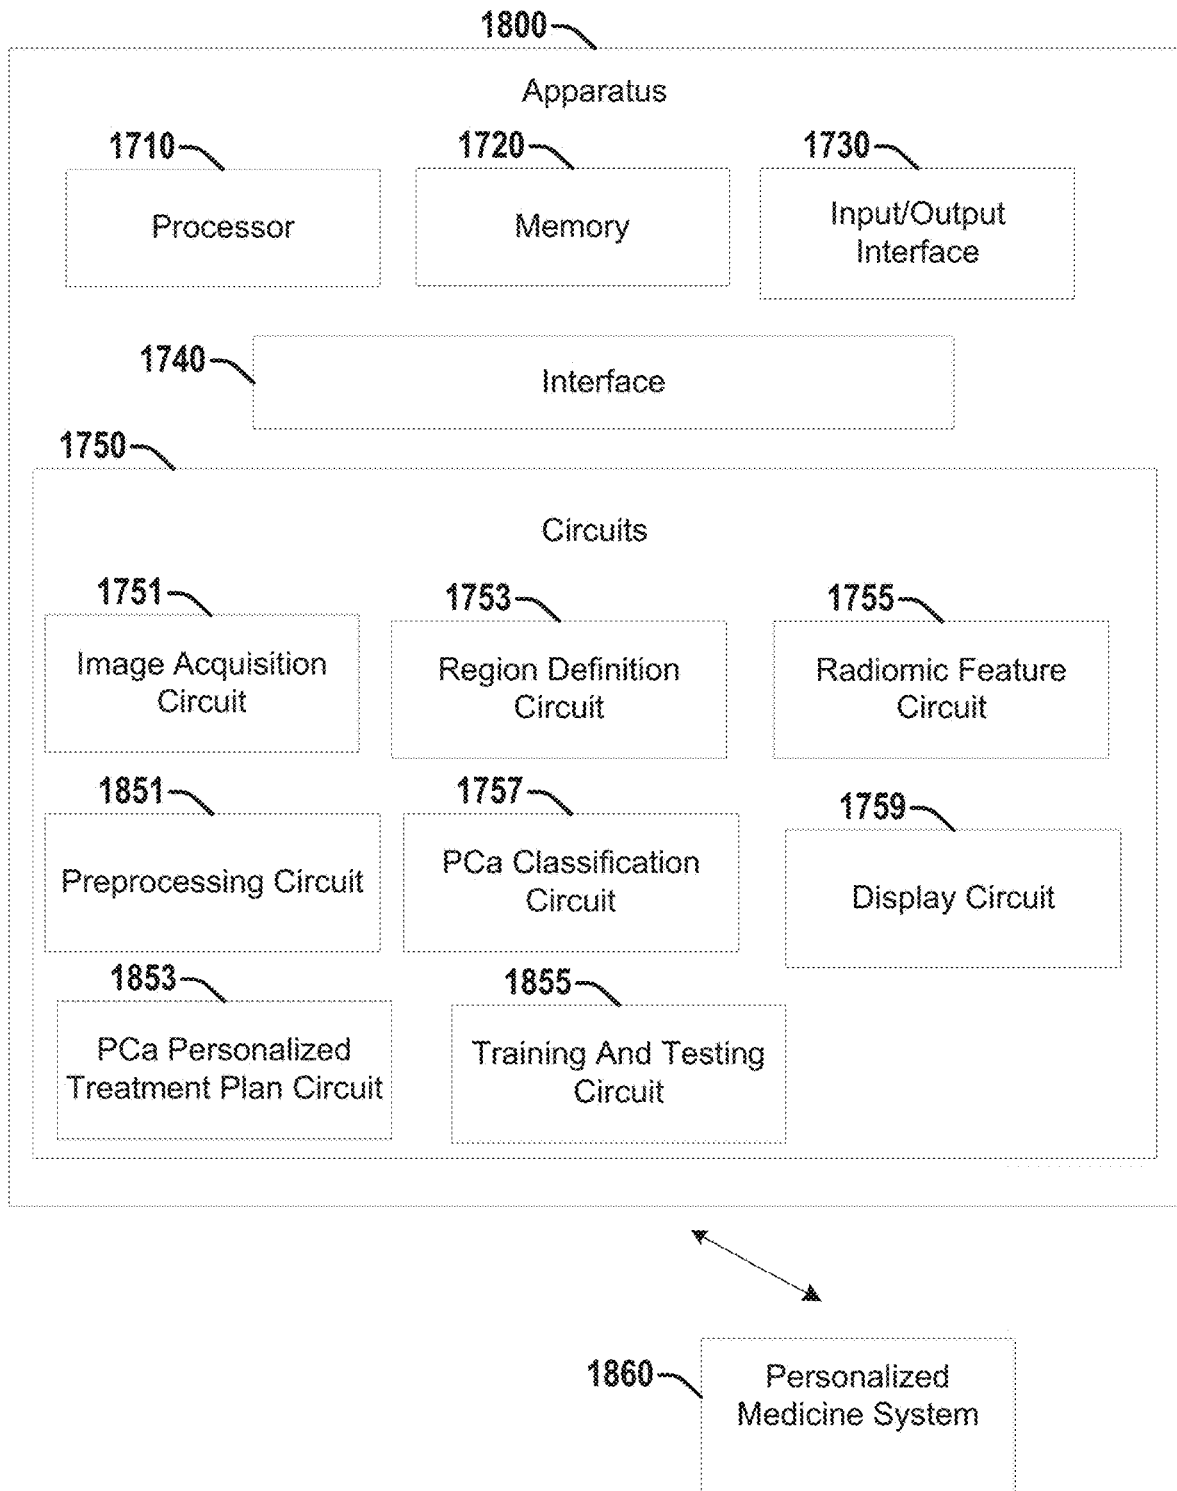 1800
Apparatus
1710
1720
1730
Processor
Memory
Input/Output
Interface
1740
Interface
1750
Circuits
1751
1753
1755
Image Acquisition
Circuit
Region Definition
Circuit
Radiomic Feature
Circuit
1851
1757
1759
Preprocessing Circuit
PCa Classification
Circuit
Display Circuit
1853
1855
PCa Personalized
Treatment Plan Circuit
Training And Testing
Circuit
1860
Personalized
Medicine System